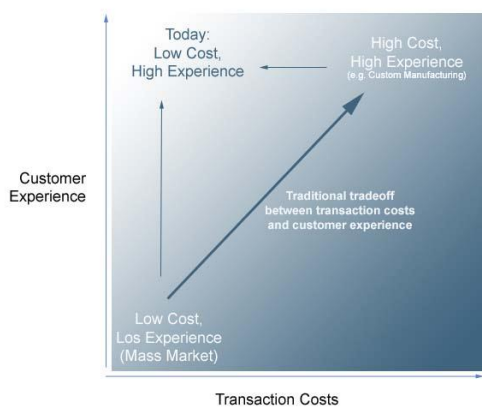 Today:
Low Cost,
High Experience
High Cost,
High Experience
(e.g. Custom Manufacturing)
Customer
Experience
Traditional tradeoff
between transaction costs
and customer experience
Low Cost,
Los Experience
(Mass Market)
Transaction Costs